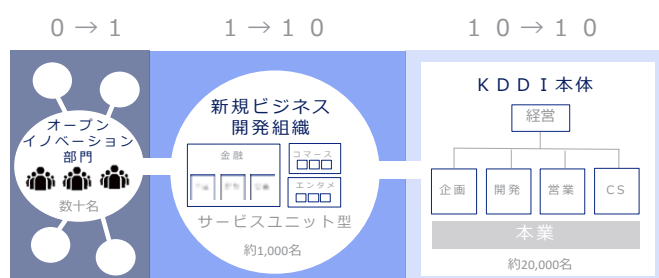 0→1
1→10
10→10
オープン
イノベーション
部門
数十名
新規ビジネス
開発組織
金融
コマース
エンタメ
サービスユニット型
約1,000名
KDDI本体
経営
企画 開発 営業 CS
本業
約20,000名